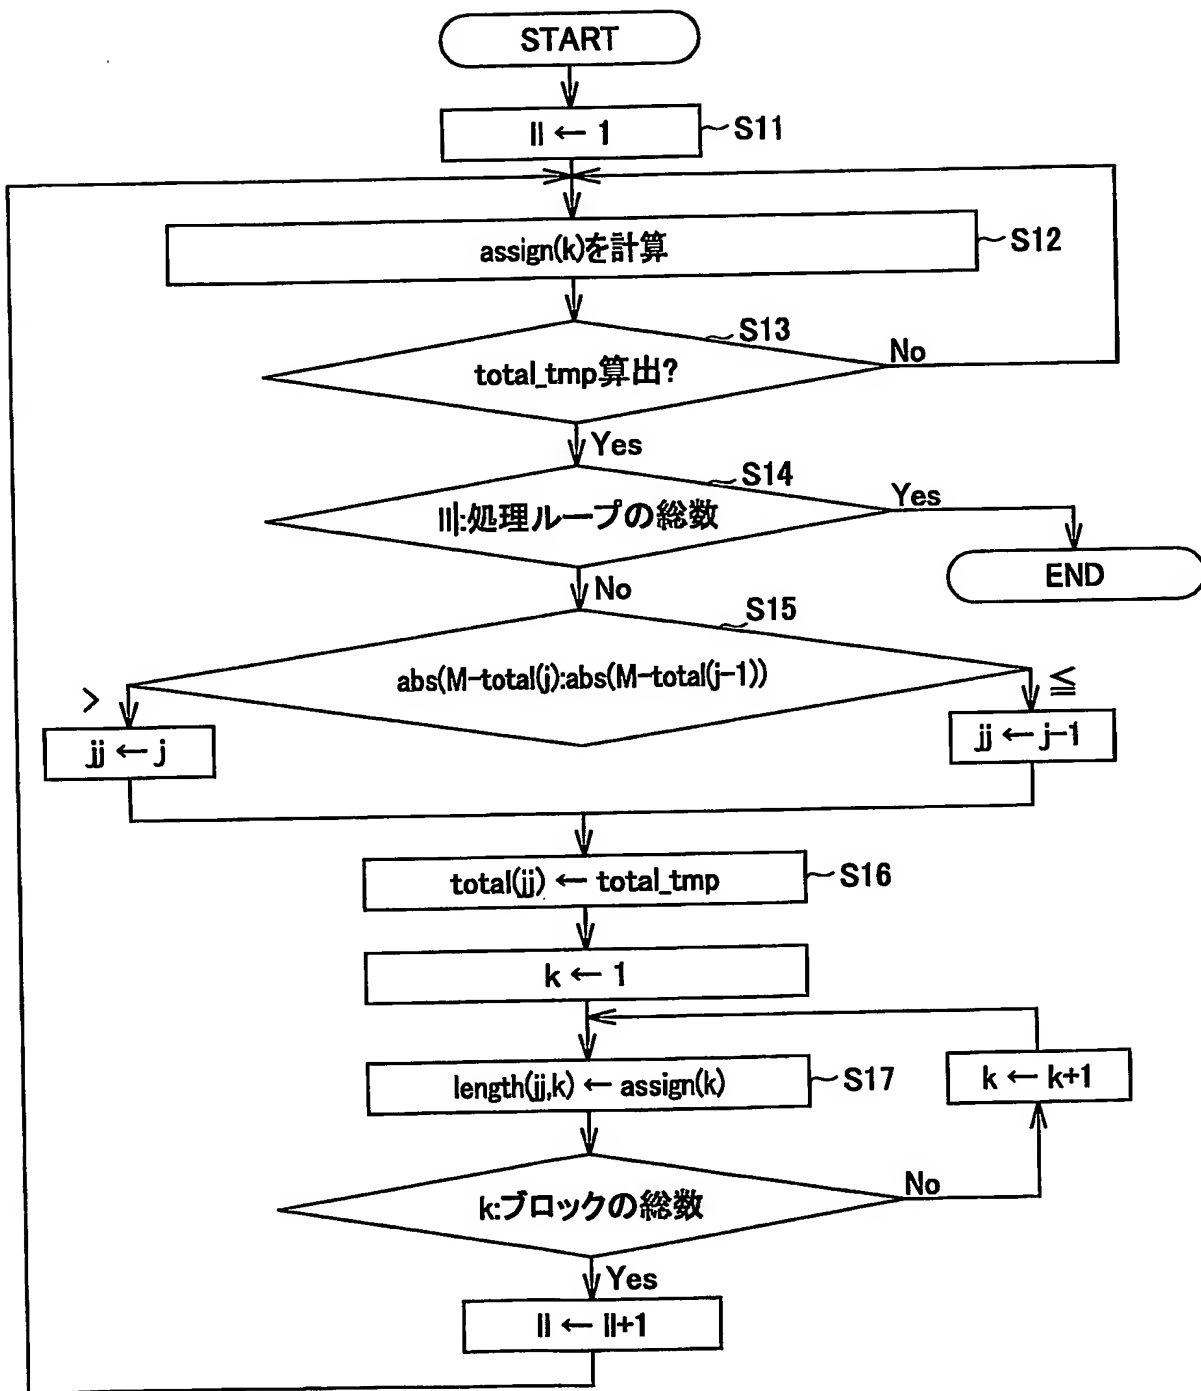 START
ll ← 1
S11
assign(k)を計算
S12
S13
total_tmp算出?
No
Yes
S14
ll:処理ループの総数
Yes
END
No
S15
abs(M-total(j):abs(M-total(j-1))
>
≦
jj ← j
jj ← j-1
total(jj) ← total_tmp
S16
k ← 1
length(jj,k) ← assign(k)
S17
k ← k+1
k:ブロックの総数
No
Yes
ll ← ll+1